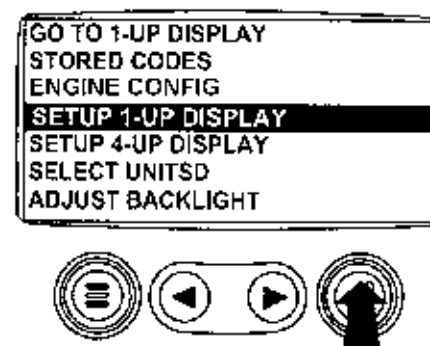 GO TO 1-UP DISPLAY
STORED CODES
ENGINE CONFIG
SETUP 1-UP DISPLAY
SETUP 4-UP DISPLAY
SELECT UNITSD
ADJUST BACKLIGHT